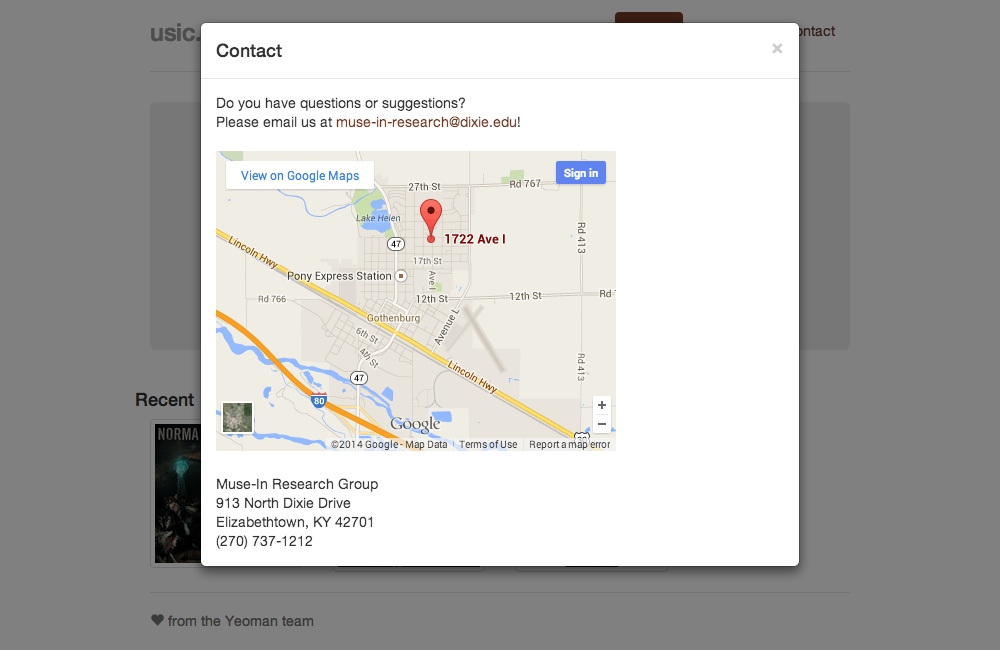 usic.
ontact
Contact
×
Do you have questions or suggestions?
Please email us at muse-in-research@dixie.edu!
View on Google Maps
Sign in
27th St
Rd 767
Lake Helen
47
1722 Ave I
Rd 413
Lincoln Hwy
17th St
Pony Express Station
Ave I
Rd 766
12th St
12th St
Rd
Gothenburg
Avenue L
6th St
4th St
Rd 413
Lincoln Hwy
47
80
+
−
Google
©2014 Google - Map Data
Terms of Use
Report a map error
Recent
NORMA
Muse-In Research Group
913 North Dixie Drive
Elizabethtown, KY 42701
(270) 737-1212
from the Yeoman team